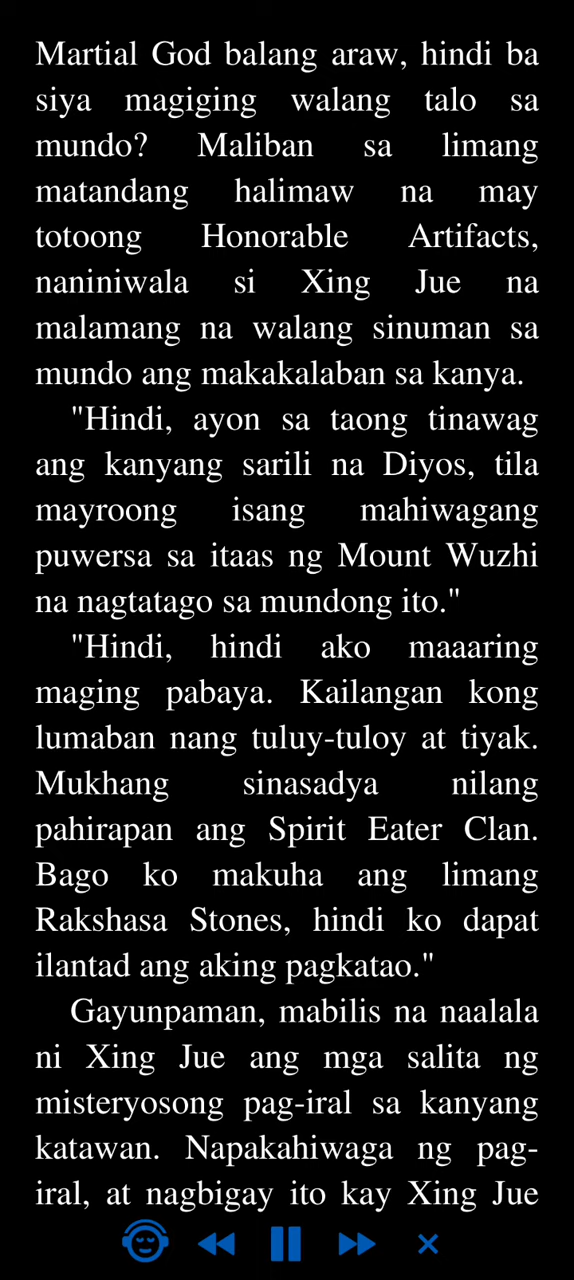 Martial God balang araw, hindi ba
siya magiging walang talo sa
mundo? Maliban sa limang
matandang halimaw na may
totoong Honorable Artifacts,
naniniwala si Xing Jue na
malamang na walang sinuman sa
mundo ang makakalaban sa kanya.
"Hindi, ayon sa taong tinawag
ang kanyang sarili na Diyos, tila
mayroong isang mahiwagang
puwersa sa itaas ng Mount Wuzhi
na nagtatago sa mundong ito."
"Hindi, hindi ako maaaring
maging pabaya. Kailangan kong
lumaban nang tuluy-tuloy at tiyak.
Mukhang sinasadya nilang
pahirapan ang Spirit Eater Clan.
Bago ko makuha ang limang
Rakshasa Stones, hindi ko dapat
ilantad ang aking pagkatao."
Gayunpaman, mabilis na naalala
ni Xing Jue ang mga salita ng
misteryosong pag-iral sa kanyang
katawan. Napakahiwaga ng pag-
iral, at nagbigay ito kay Xing Jue